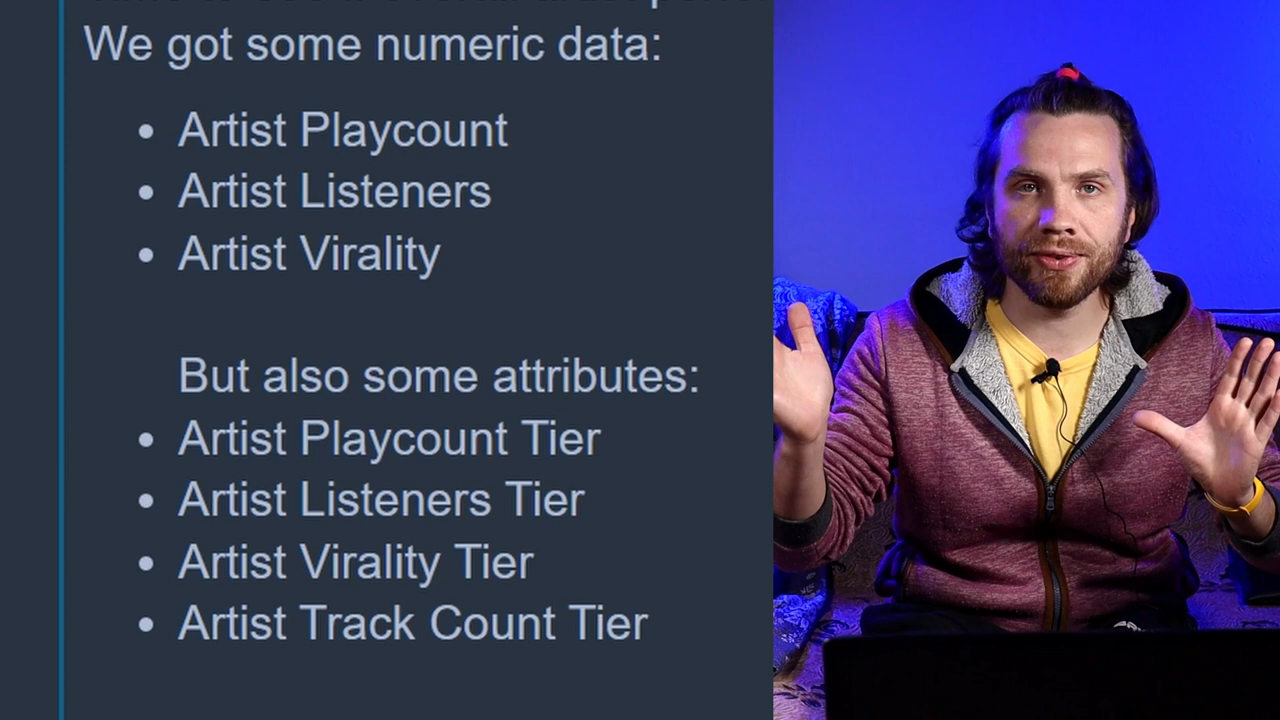 We got some numeric data:
• Artist Playcount
• Artist Listeners
• Artist Virality
But also some attributes:
• Artist Playcount Tier
• Artist Listeners Tier
• Artist Virality Tier
• Artist Track Count Tier